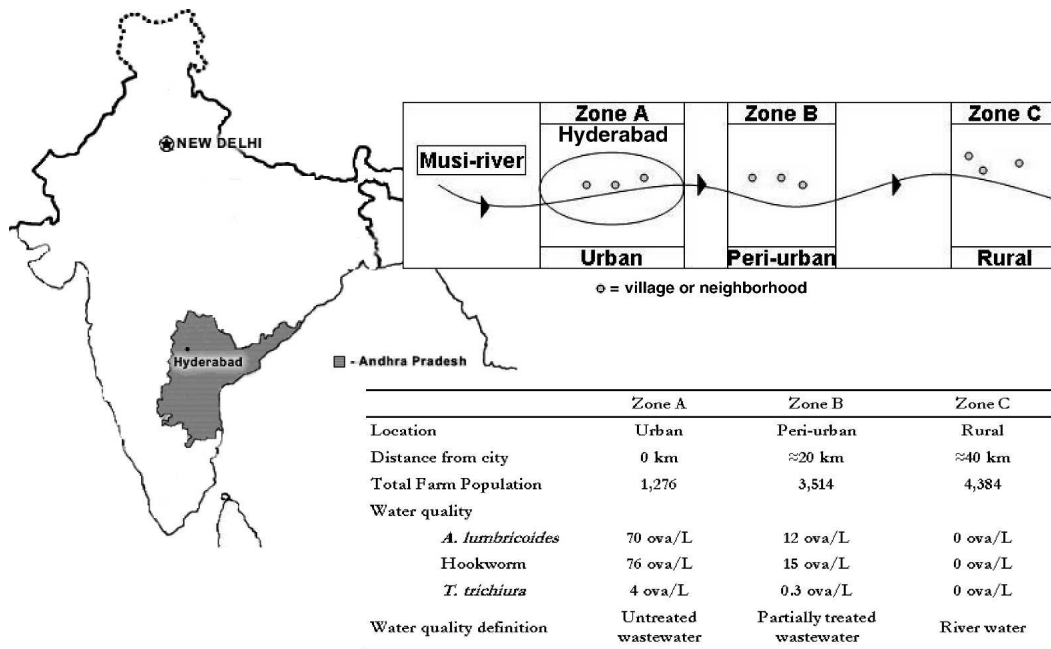 NEW DELHI
Hyderabad
- Andhra Pradesh
Zone A
Zone B
Zone C
Hyderabad
Musi-river
Urban
Peri-urban
Rural
= village or neighborhood
Zone A Zone B Zone C
Location Urban Peri-urban Rural
Distance from city 0 km ≈20 km ≈40 km
Total Farm Population 1,276 3,514 4,384
Water quality
A. lumbricoides 70 ova/L 12 ova/L 0 ova/L
Hookworm 76 ova/L 15 ova/L 0 ova/L
T. trichiura 4 ova/L 0.3 ova/L 0 ova/L
Water quality definition Untreated wastewater Partially treated wastewater River water